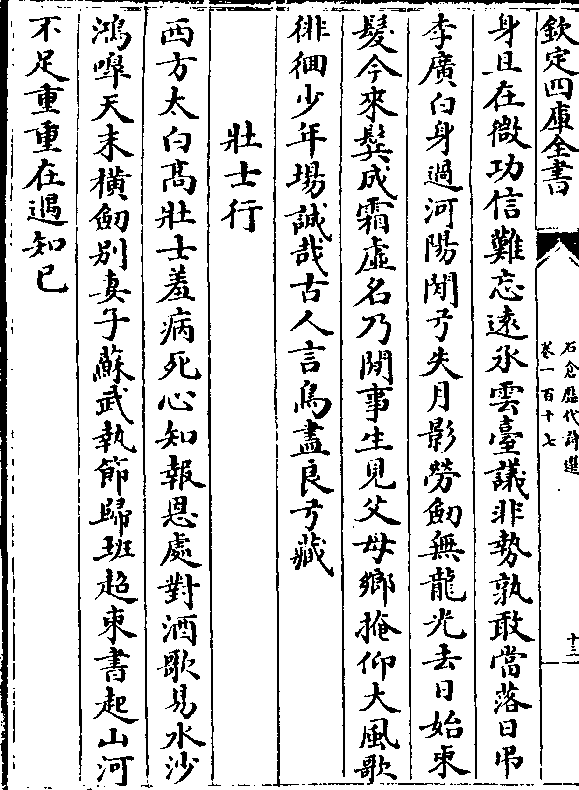 欽定四庫全書
石倉歷代詩選
卷一百十七
十三
身且在微功信難忘遠承雲臺議非勢孰敢當落日弔
李廣白身過河陽閒弓失月影勞劒無龍光去日始束
髮今來鬂成霜虛名乃閒事生見父母鄉掩仰大風歌
徘徊少年場誠哉古人言鳥盡良弓藏
壯士行
西方太白高壯士羞病死心知報恩處對酒歌易水沙
鴻嘷天末橫劒别妻子蘇武執節歸班超束書起山河
不足重重在遇知已